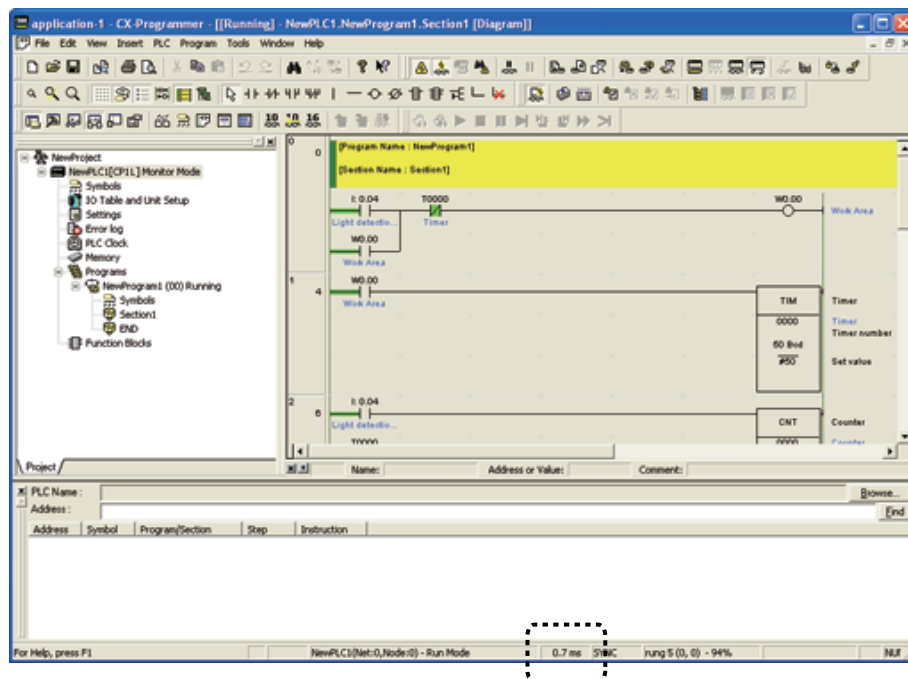 application-1 - CX-Programmer - [[Running] - NewPLC1.NewProgram1.Section1 [Diagram]]
File Edit View Insert PLC Program Tools Window Help
10 16
NewProject
NewPLC1[CP1L] Monitor Mode
Symbols
IO Table and Unit Setup
Settings
Error log
PLC Clock
Memory
Programs
NewProgram1 (00) Running
Symbols
Section1
END
Function Blocks
Project
0
0
[Program Name : NewProgram1]
[Section Name : Section1]
I: 0.04 T0000 W0.00
Light detectio... Timer Work Area
W0.00
Work Area
1
4
W0.00
Work Area
TIM Timer
0000 Timer
Timer number
50 Bcd
#50 Set value
2
6
I: 0.04
Light detectio...
CNT Counter
T0000 0000 Counter
Name: Address or Value: Comment:
PLC Name : Browse...
Address : Find
Address Symbol Program/Section Step Instruction
For Help, press F1 NewPLC1(Net:0,Node:0) - Run Mode 0.7 ms SYNC rung 5 (0, 0) - 94% NUM